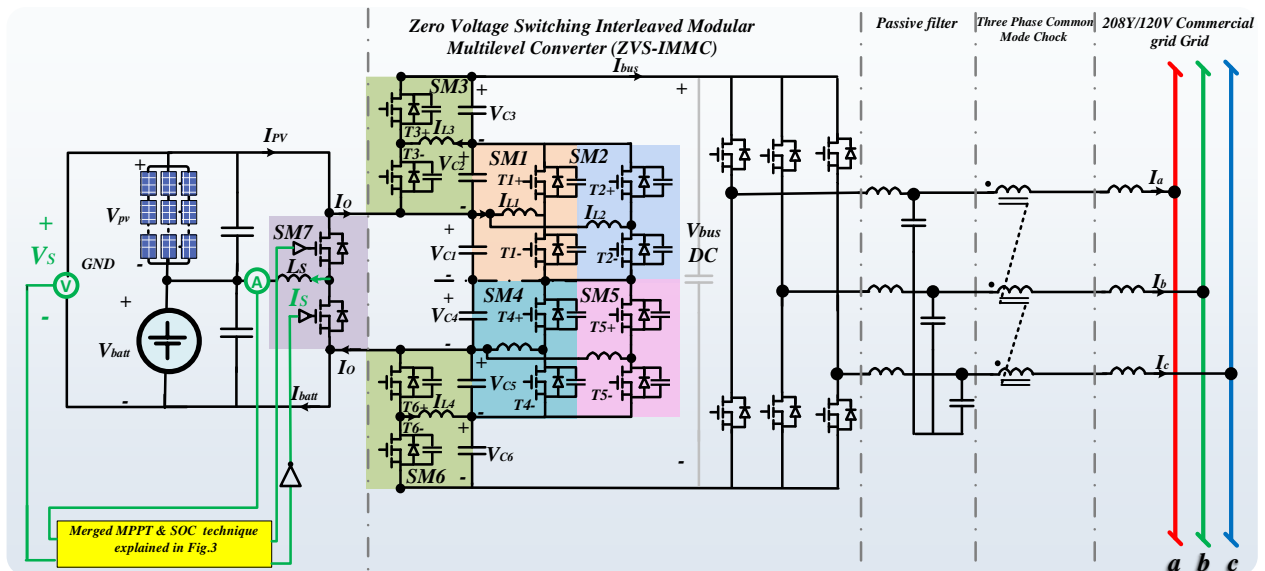 Zero Voltage Switching Interleaved Modular
Multilevel Converter (ZVS-IMMC)
Passive filter
Three Phase Common
Mode Chock
208Y/120V Commercial
grid Grid
Ibus
SM3
+
+
VC3
-
T3+
IL3
T3-
VC2
+
-
SM1
SM2
T1+
T2+
IL1
IL2
T1-
T2-
+
VC1
-
IPV
+
Vpv
-
IO
SM7
+
VS
-
V
GND
A
LS
IS
+
Vbatt
-
Ibatt
IO
+
VC4
-
SM4
SM5
T4+
T5+
+
VC5
-
T4-
T5-
T6+
IL4
T6-
+
VC6
-
SM6
Vbus
DC
-
Ia
Ib
Ic
Merged MPPT & SOC technique
explained in Fig.3
a
b
c